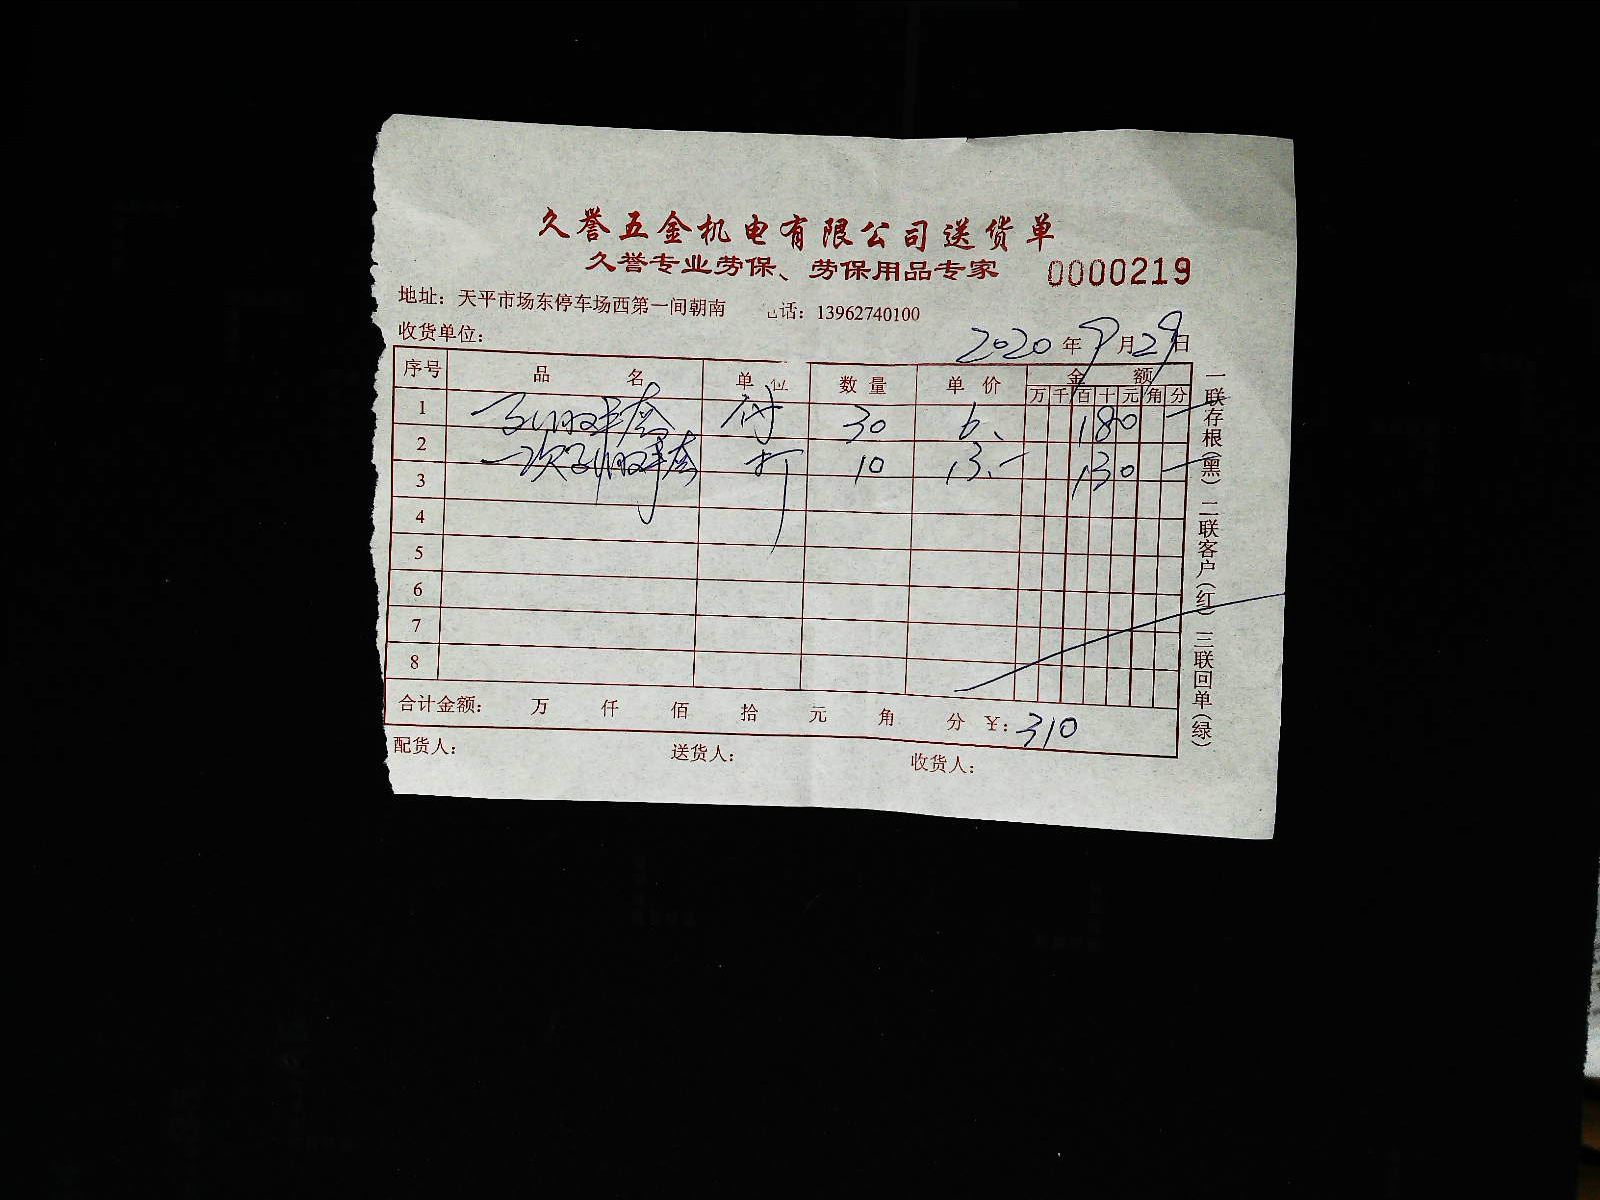 久誉五金机电有限公司送货单
久誉专业劳保、劳保用品专家 0000219
地址：天平市场东停车场西第一间朝南 电话：13962740100
收货单位： 2020年9月29日
序号 品名 单位 数量 单价 金额
万 千 百 十 元 角 分
1 付 30 6、 180
2 打 10 13.- 130
3
4
5
6
7
8
合计金额： 万 仟 佰 拾 元 角 分 ￥：310
配货人： 送货人： 收货人：
一联存根(黑) 二联客户(红) 三联回单(绿)